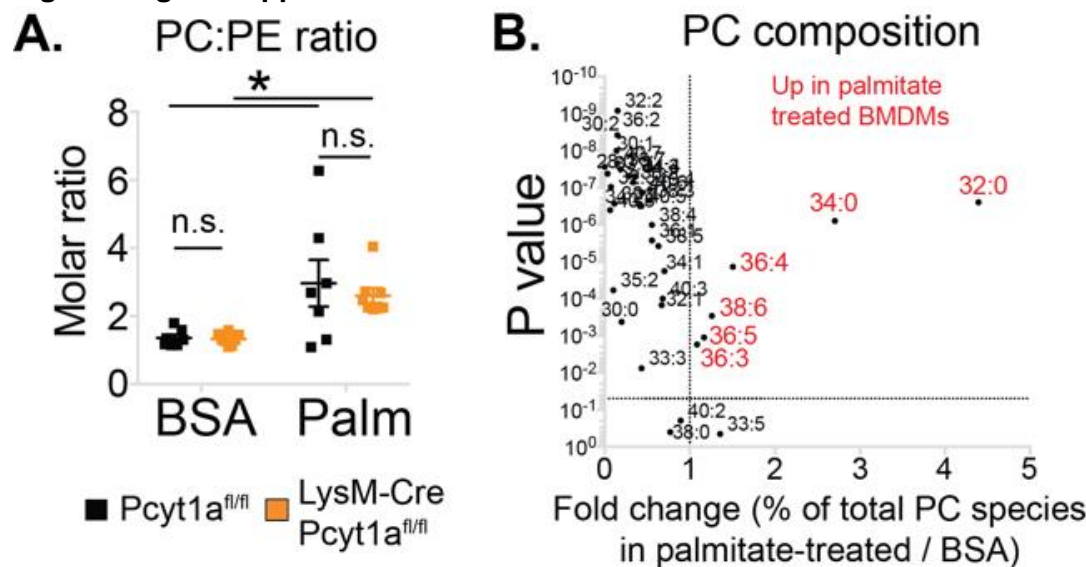 A.
PC:PE ratio
*
n.s.
n.s.
8
6
4
2
0
Molar ratio
BSA
Palm
Pcyt1a^fl/fl
LysM-Cre
Pcyt1a^fl/fl
B.
PC composition
Up in palmitate
treated BMDMs
10^-10
10^-9
10^-8
10^-7
10^-6
10^-5
10^-4
10^-3
10^-2
10^-1
10^0
P value
32:2
36:2
30:2
30:1
38:4
38:5
34:1
35:2
40:3
32:1
30:0
33:3
40:2
38:0
33:5
32:0
34:0
36:4
38:6
36:5
36:3
0
1
2
3
4
5
Fold change (% of total PC species
in palmitate-treated / BSA)